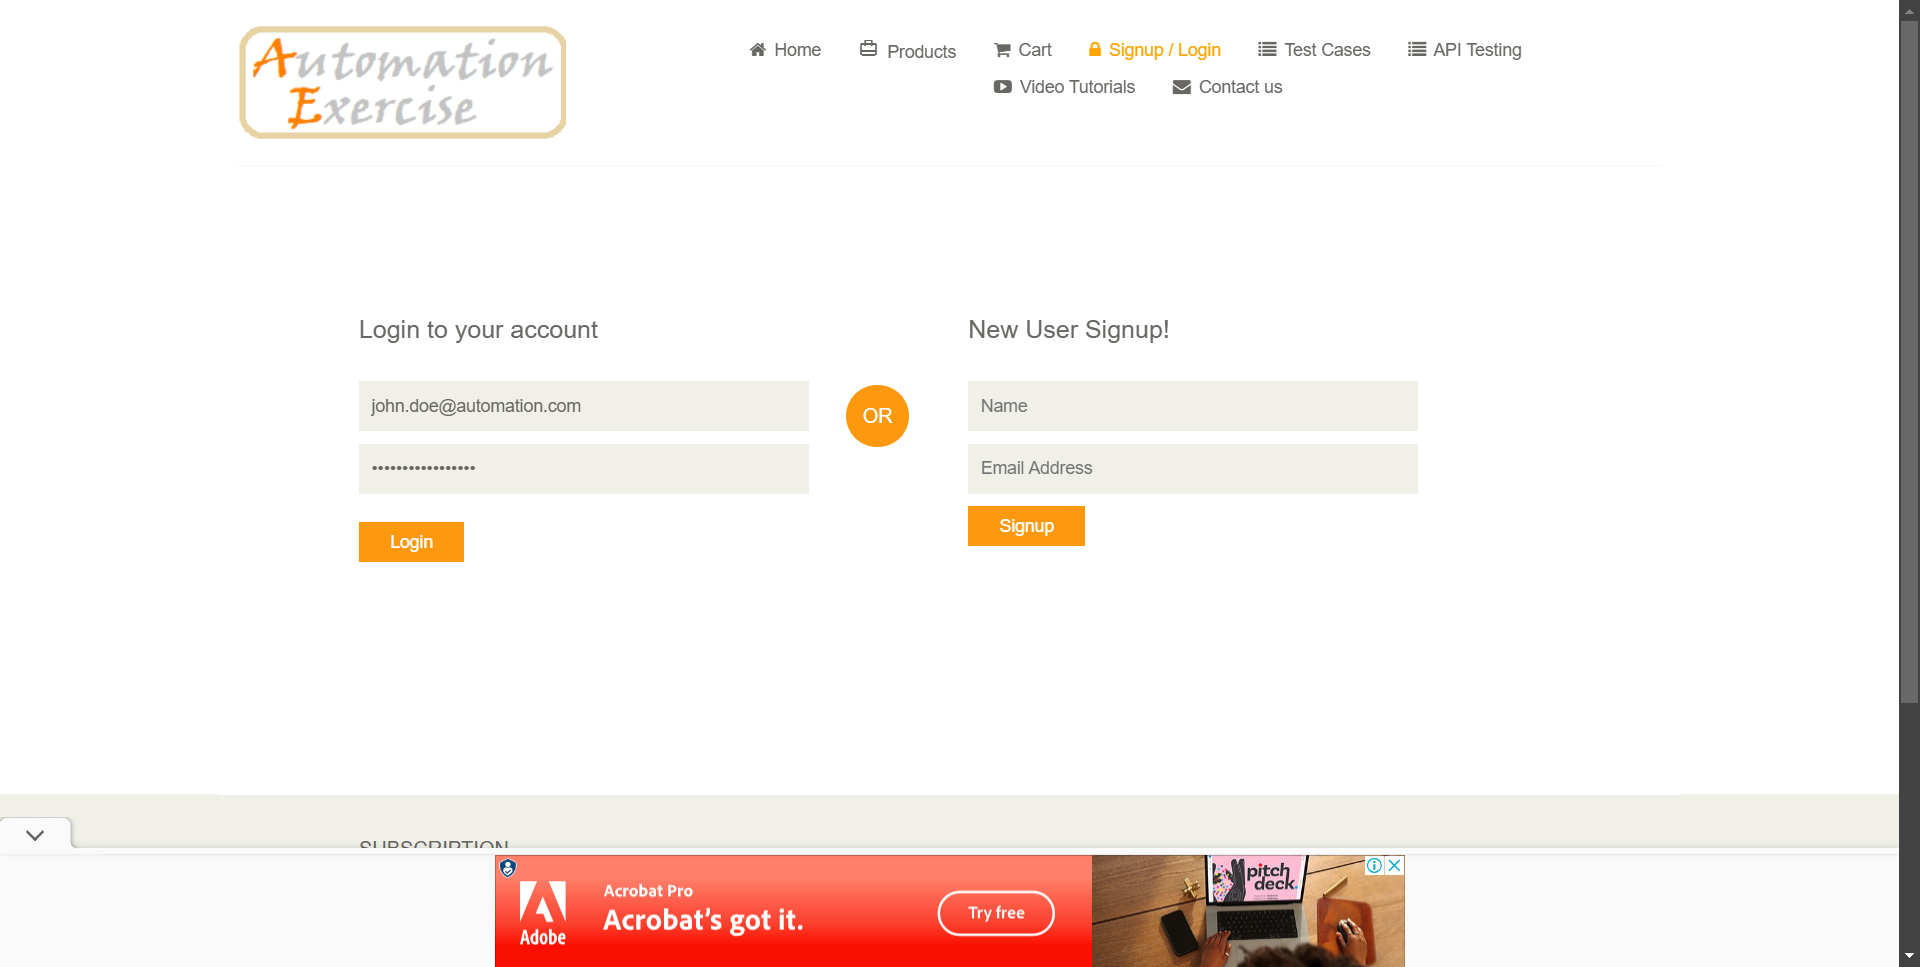 Automation
Exercise
Home
Products
Cart
Signup / Login
Test Cases
API Testing
Video Tutorials
Contact us
Login to your account
New User Signup!
john.doe@automation.com
•••••••••••••••••
OR
Name
Email Address
Login
Signup
SUBSCRIPTION
Adobe
Acrobat Pro
Acrobat's got it.
Try free
pitch
deck